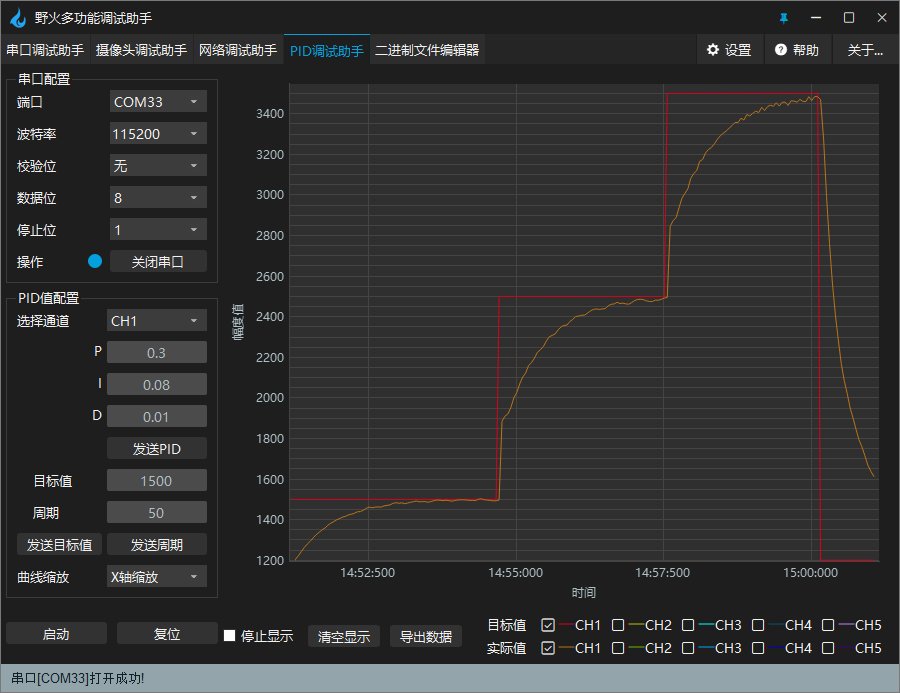 野火多功能调试助手
串口调试助手 摄像头调试助手 网络调试助手 PID调试助手 二进制文件编辑器 设置 ? 帮助 关于...
串口配置
端口 COM33
波特率 115200
校验位 无
数据位 8
停止位 1
操作 关闭串口
PID值配置
选择通道 CH1
P 0.3
I 0.08
D 0.01
发送PID
目标值 1500
周期 50
发送目标值 发送周期
曲线缩放 X轴缩放
启动 复位
幅度值
3400
3200
3000
2800
2600
2400
2200
2000
1800
1600
1400
1200
14:52:500 14:55:000 14:57:500 15:00:000
时间
停止显示 清空显示 导出数据
目标值 CH1 CH2 CH3 CH4 CH5
实际值 CH1 CH2 CH3 CH4 CH5
串口[COM33]打开成功!